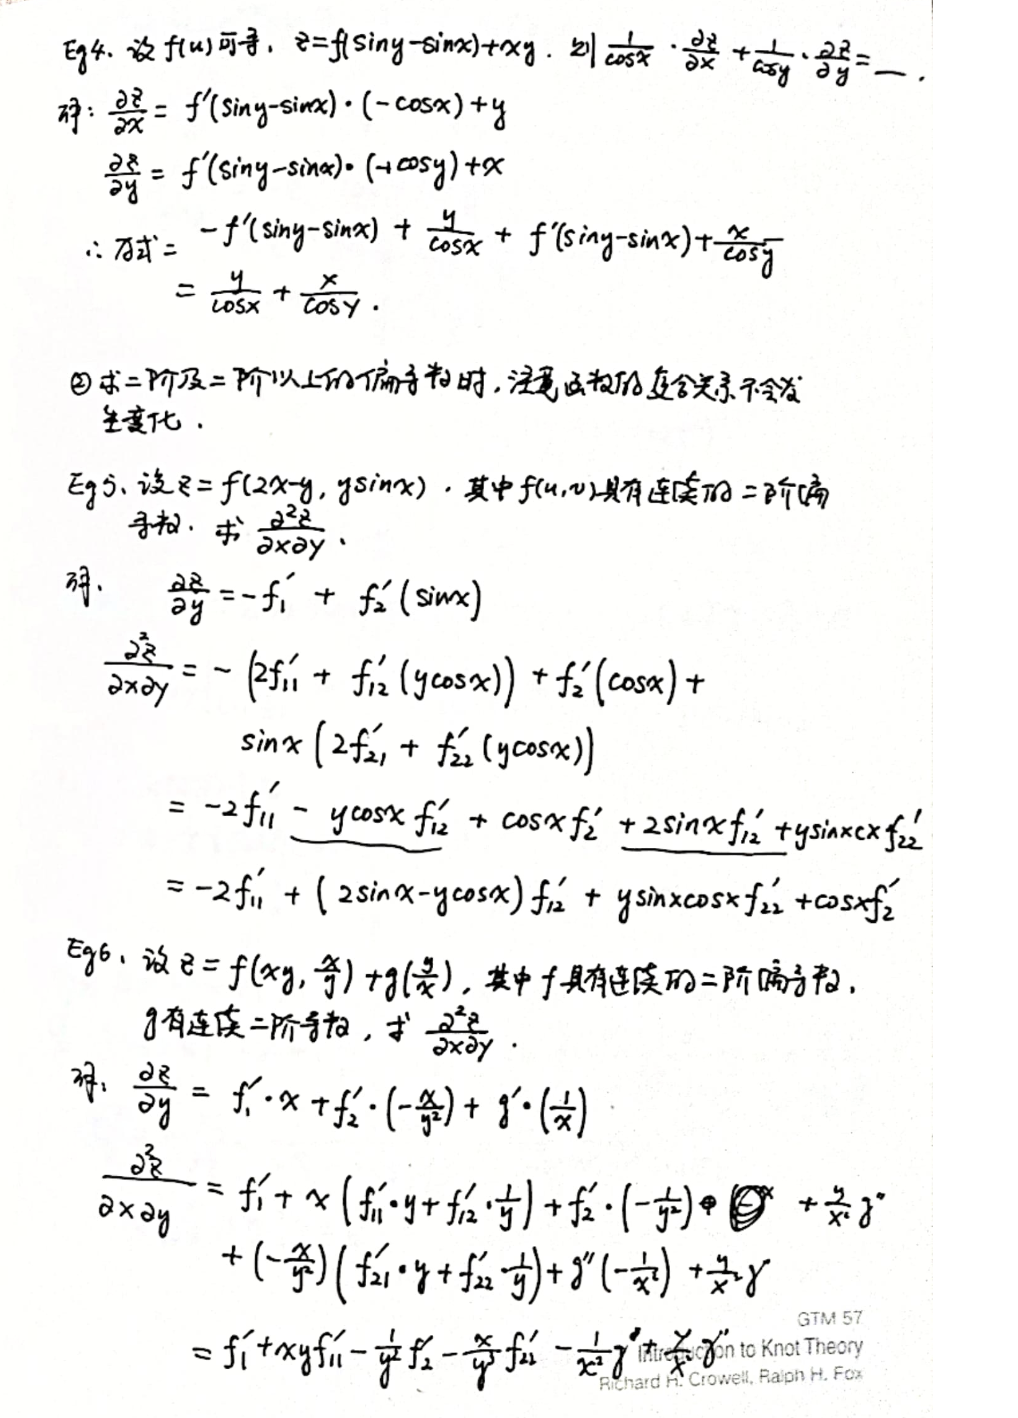 Eg4. 设 f(u)可导, z=f(siny-sinx)+xy. 则 1/cosx · ∂z/∂x + 1/cosy · ∂z/∂y = __.
解: ∂z/∂x = f'(siny-sinx)·(-cosx)+y
∂z/∂y = f'(siny-sinx)·(+cosy)+x
∴ 原式 = -f'(siny-sinx) + y/cosx + f'(siny-sinx) + x/cosy
= y/cosx + x/cosy .
② 求二阶及二阶以上的偏导数时, 注意函数的复合关系不会发
生变化.
Eg5. 设 z=f(2x-y, ysinx). 其中 f(u,v)具有连续的二阶偏
导数. 求 ∂²z/∂x∂y .
解. ∂z/∂y = -f₁' + f₂'(sinx)
∂²z/∂x∂y = -(2f₁₁' + f₁₂'(ycosx)) + f₂'(cosx) +
sinx(2f₂₁' + f₂₂'(ycosx))
= -2f₁₁' - ycosx f₁₂' + cosx f₂' + 2sinx f₁₂' + ysinxcx f₂₂'
= -2f₁₁' + (2sinx-ycosx)f₁₂' + ysinxcosx f₂₂' + cosx f₂'
Eg6. 设 z=f(xy, x/y)+g(y/x), 其中 f 具有连续的二阶偏导数,
g有连续二阶导数, 求 ∂²z/∂x∂y .
解. ∂z/∂y = f₁'·x + f₂'·(-x/y²) + g'·(1/x)
∂²z/∂x∂y = f₁' + x(f₁₁'·y + f₁₂'·1/y) + f₂'·(-1/y²) + y/x² g"
+ (-x/y²)(f₂₁'·y + f₂₂'·1/y) + g"(-1/x²) + y/x²
= f₁' + xyf₁₁' - 1/y² f₂' - x/y³ f₂₂' - 1/x²
GTM 57
Introduction to Knot Theory
Richard H. Crowell, Ralph H. Fox